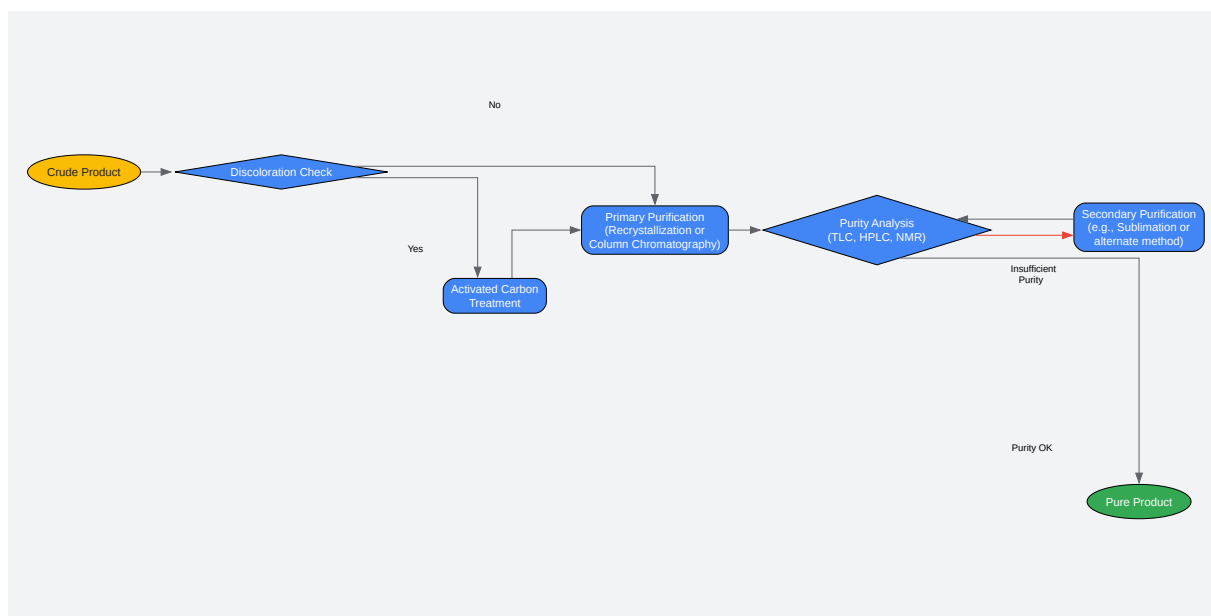 No
Crude Product
Discoloration Check
Primary Purification
(Recrystallization or
Column Chromatography)
Purity Analysis
(TLC, HPLC, NMR)
Secondary Purification
(e.g., Sublimation or
alternate method)
Yes
Insufficient
Purity
Activated Carbon
Treatment
Purity OK
Pure Product